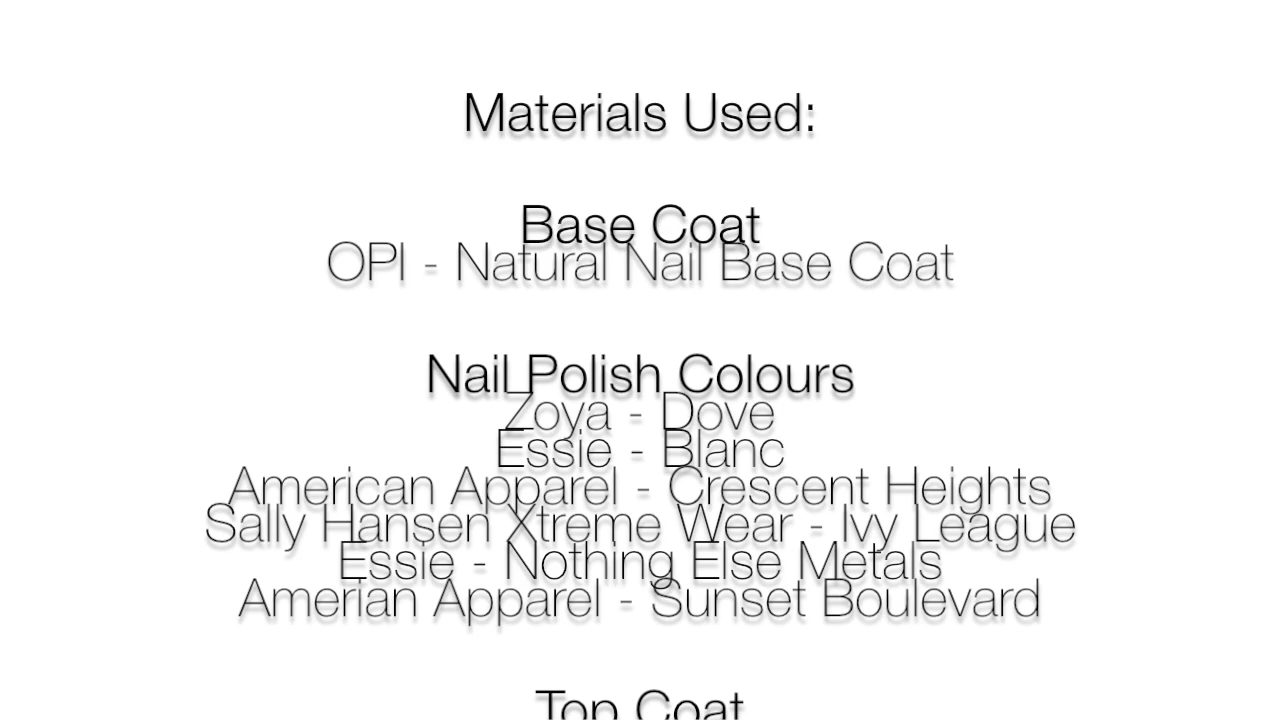 Materials Used:
Base Coat
OPI - Natural Nail Base Coat
Nail Polish Colours
Zoya - Dove
Essie - Blanc
American Apparel - Crescent Heights
Sally Hansen Xtreme Wear - Ivy League
Essie - Nothing Else Metals
Amerian Apparel - Sunset Boulevard
Top Coat